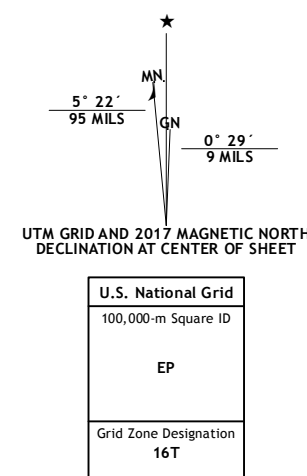 ★
MN.
5° 22´
95 MILS
GN
0° 29´
9 MILS
UTM GRID AND 2017 MAGNETIC NORTH
DECLINATION AT CENTER OF SHEET
U.S. National Grid
100,000-m Square ID
EP
Grid Zone Designation
16T